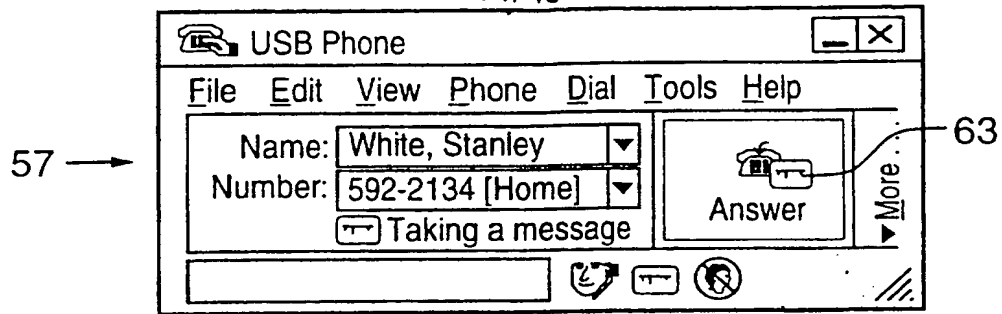 USB Phone
File Edit View Phone Dial Tools Help
Name: White, Stanley
Number: 592-2134 [Home]
Taking a message
Answer
More...
57
63